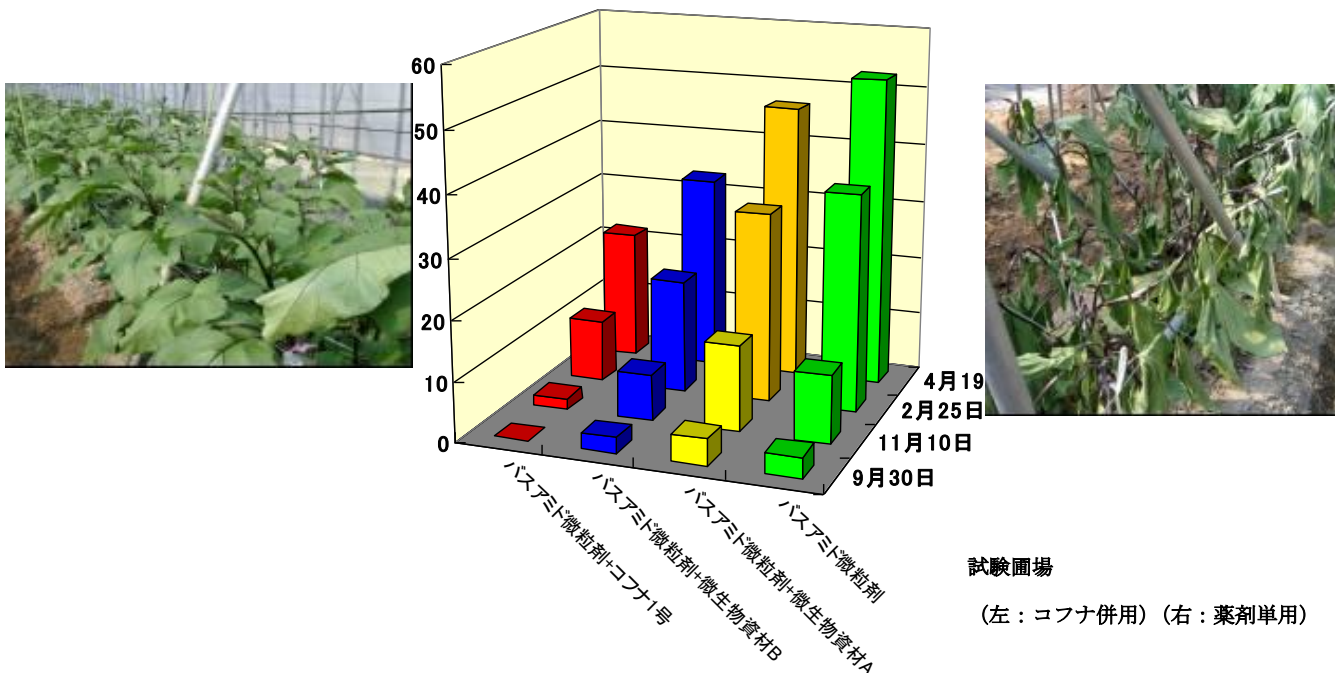 60
50
40
30
20
10
0
4月19
2月25日
11月10日
9月30日
バスアミド微粒剤+コフナ1号
バスアミド微粒剤+微生物資材B
バスアミド微粒剤+微生物資材A
バスアミド微粒剤
試験圃場
(左:コフナ併用) (右:薬剤単用)